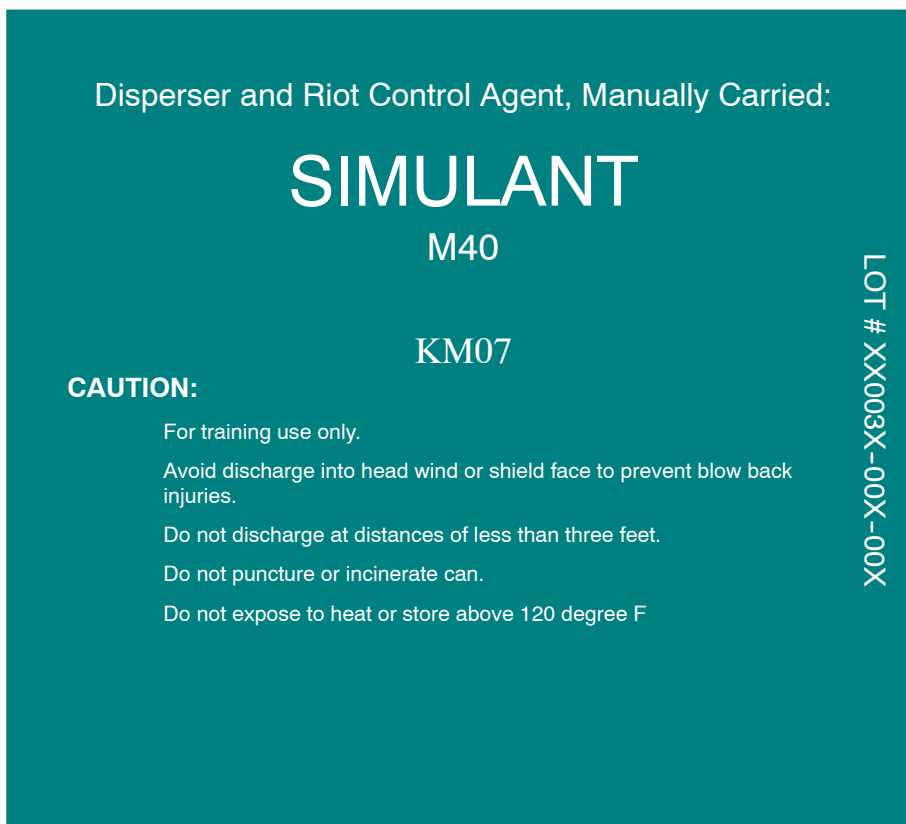 Disperser and Riot Control Agent, Manually Carried:
SIMULANT
M40
KM07
CAUTION:
For training use only.
Avoid discharge into head wind or shield face to prevent blow back
injuries.
Do not discharge at distances of less than three feet.
Do not puncture or incinerate can.
Do not expose to heat or store above 120 degree F
LOT # XX003X-00X-00X